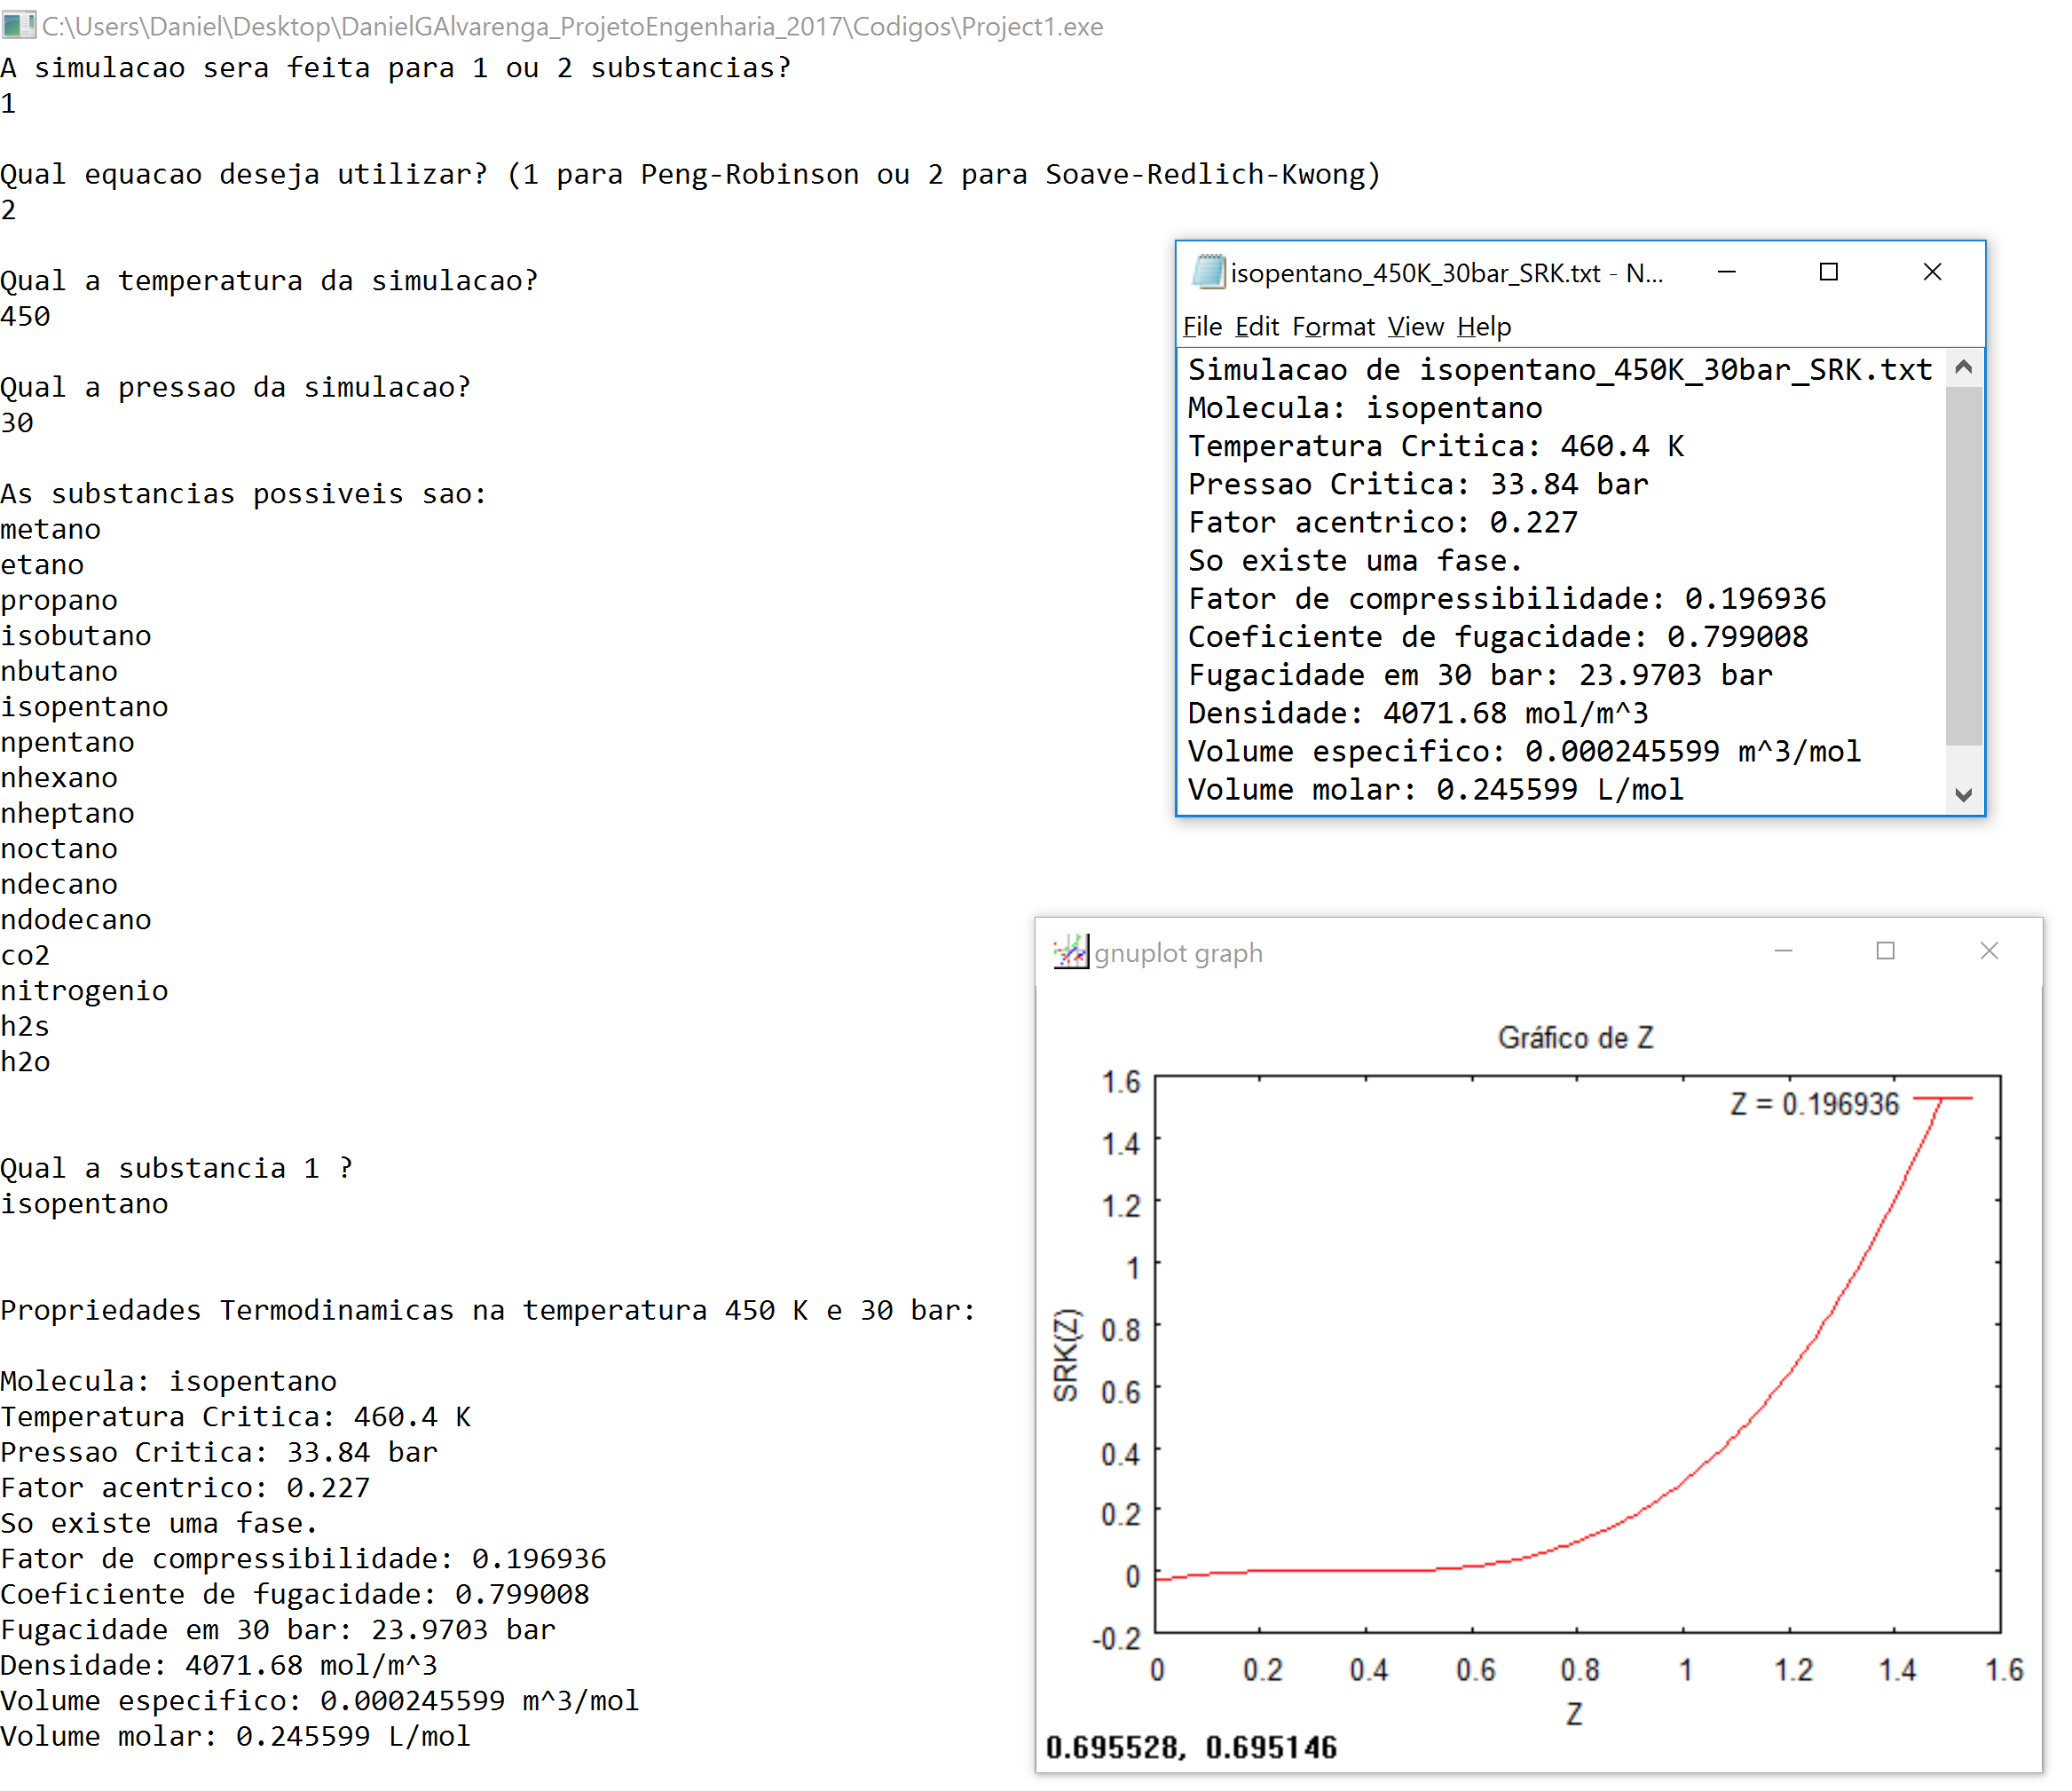 C:\Users\Daniel\Desktop\DanielGAlvarenga_ProjetoEngenharia_2017\Codigos\Project1.exe
A simulacao sera feita para 1 ou 2 substancias?
1
Qual equacao deseja utilizar? (1 para Peng-Robinson ou 2 para Soave-Redlich-Kwong)
2
Qual a temperatura da simulacao?
450
Qual a pressao da simulacao?
30
As substancias possiveis sao:
metano
etano
propano
isobutano
nbutano
isopentano
npentano
nhexano
nheptano
noctano
ndecano
ndodecano
co2
nitrogenio
h2s
h2o
Qual a substancia 1 ?
isopentano
Propriedades Termodinamicas na temperatura 450 K e 30 bar:
Molecula: isopentano
Temperatura Critica: 460.4 K
Pressao Critica: 33.84 bar
Fator acentrico: 0.227
So existe uma fase.
Fator de compressibilidade: 0.196936
Coeficiente de fugacidade: 0.799008
Fugacidade em 30 bar: 23.9703 bar
Densidade: 4071.68 mol/m^3
Volume especifico: 0.000245599 m^3/mol
Volume molar: 0.245599 L/mol
isopentano_450K_30bar_SRK.txt - N...
File Edit Format View Help
Simulacao de isopentano_450K_30bar_SRK.txt
Molecula: isopentano
Temperatura Critica: 460.4 K
Pressao Critica: 33.84 bar
Fator acentrico: 0.227
So existe uma fase.
Fator de compressibilidade: 0.196936
Coeficiente de fugacidade: 0.799008
Fugacidade em 30 bar: 23.9703 bar
Densidade: 4071.68 mol/m^3
Volume especifico: 0.000245599 m^3/mol
Volume molar: 0.245599 L/mol
gnuplot graph
Gráfico de Z
Z = 0.196936
1.6
1.4
1.2
1
0.8
0.6
0.4
0.2
0
-0.2
SRK(Z)
0 0.2 0.4 0.6 0.8 1 1.2 1.4 1.6
Z
0.695528, 0.695146